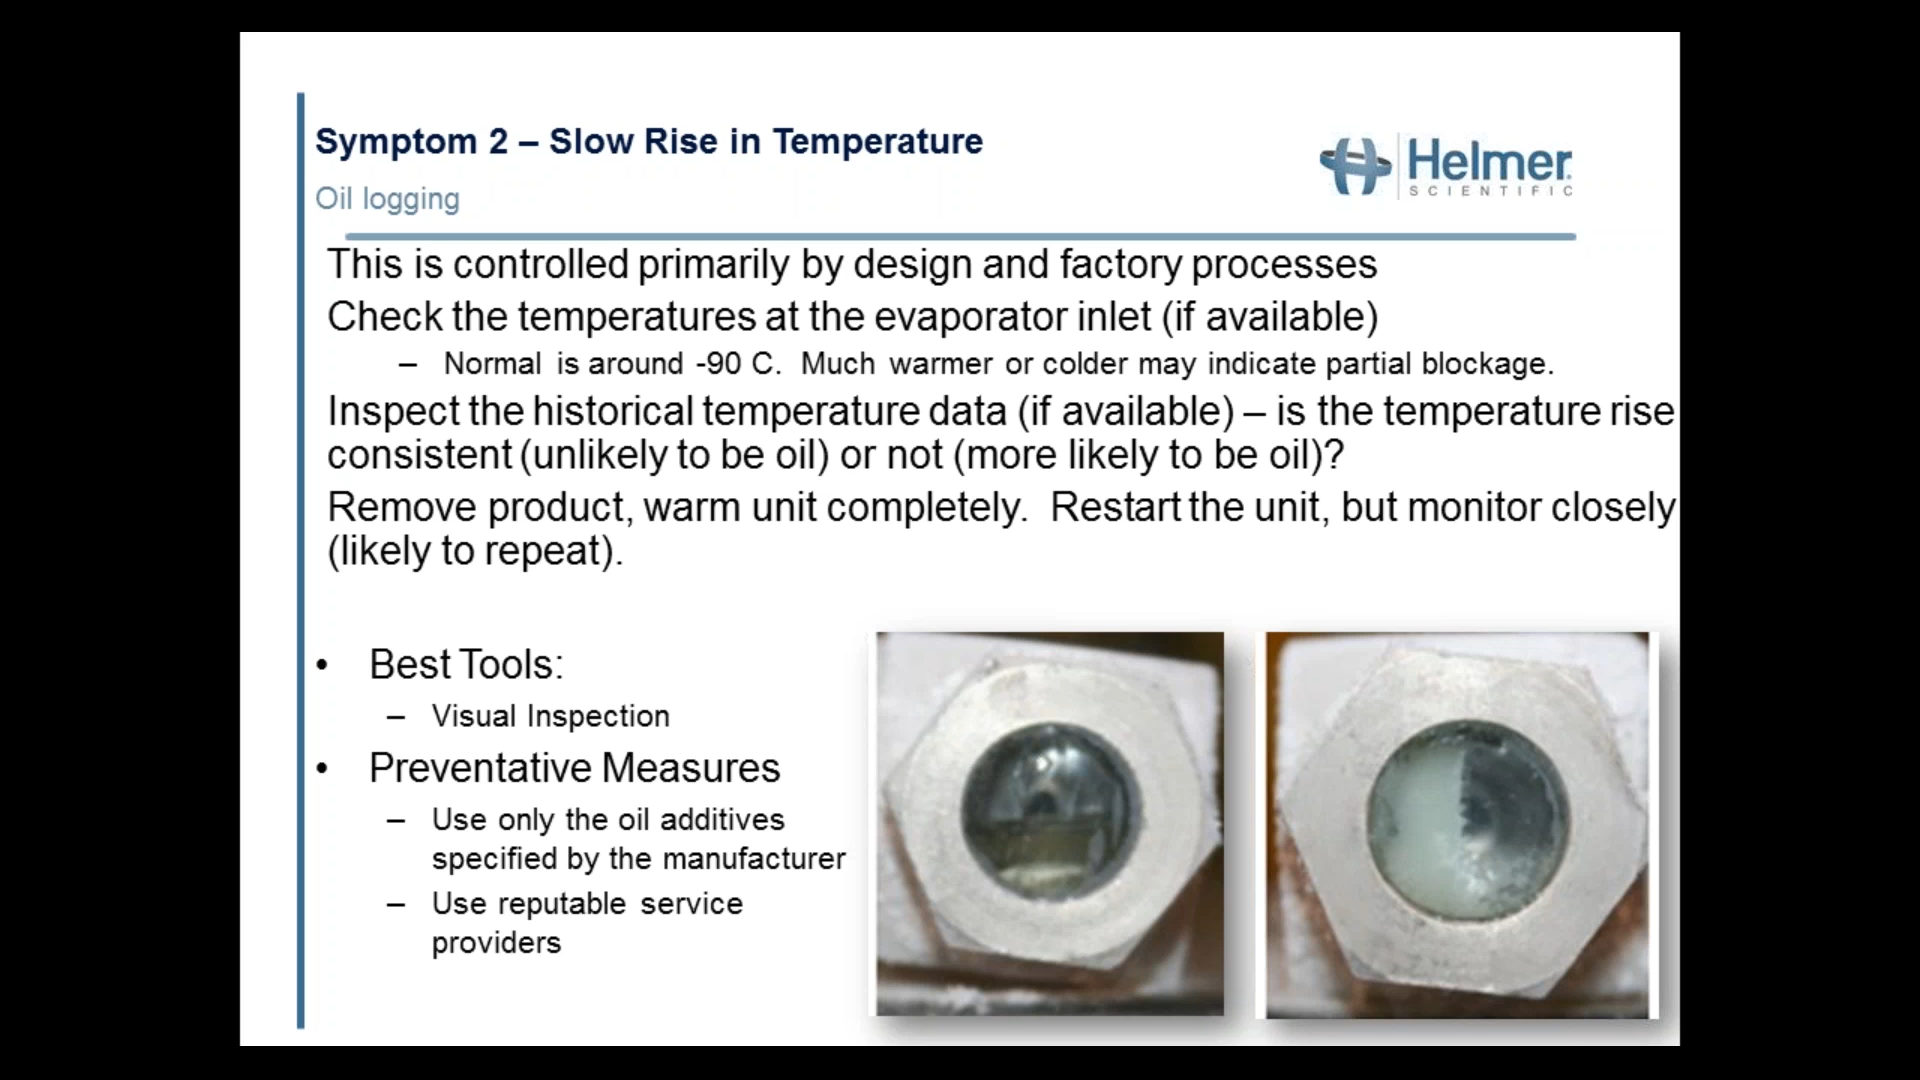 Symptom 2 – Slow Rise in Temperature
Oil logging
Helmer
SCIENTIFIC
This is controlled primarily by design and factory processes
Check the temperatures at the evaporator inlet (if available)
– Normal is around -90 C. Much warmer or colder may indicate partial blockage.
Inspect the historical temperature data (if available) – is the temperature rise
consistent (unlikely to be oil) or not (more likely to be oil)?
Remove product, warm unit completely. Restart the unit, but monitor closely
(likely to repeat).
• Best Tools:
– Visual Inspection
• Preventative Measures
– Use only the oil additives
specified by the manufacturer
– Use reputable service
providers